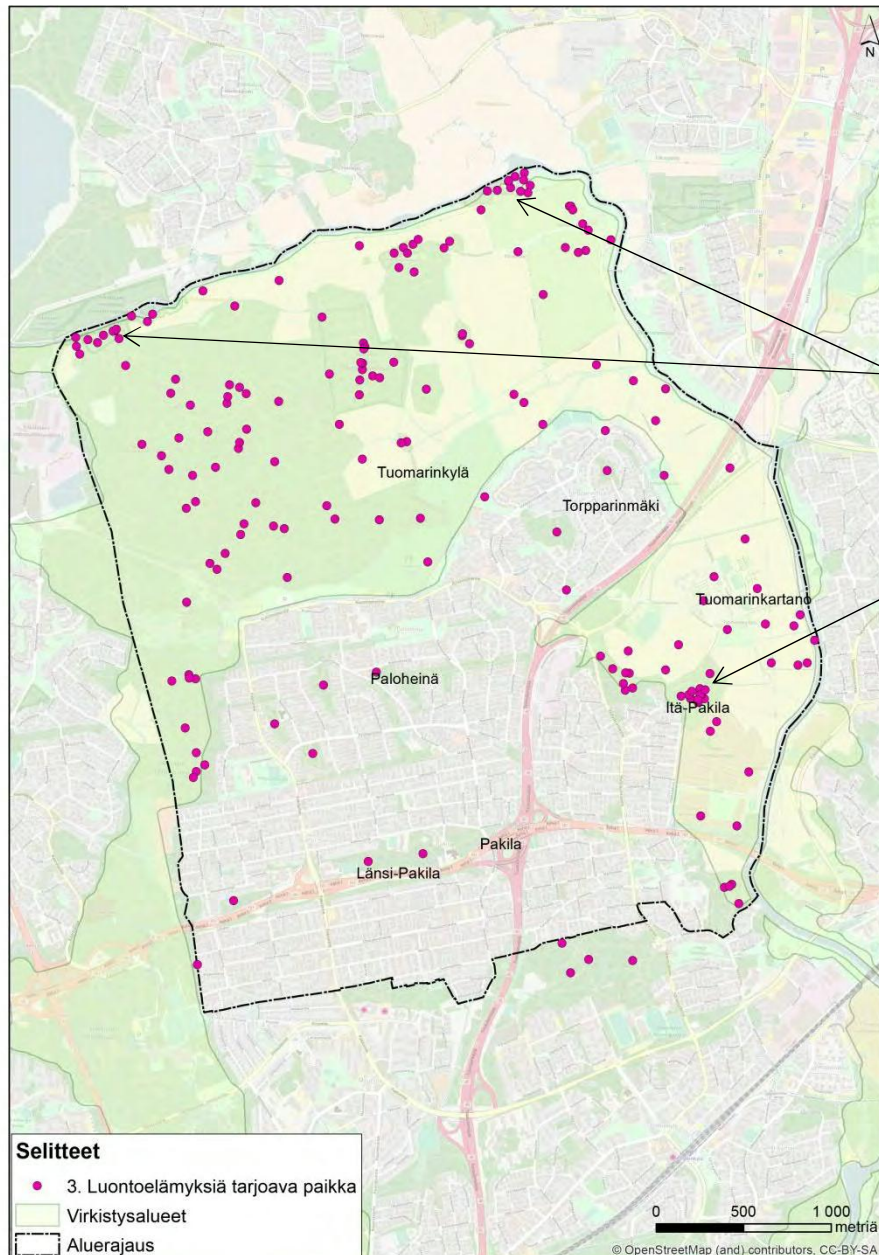 N
Tuomarinkylä
Torpparinmäki
Tuomarinkartano
Paloheinä
Itä-Pakila
Pakila
Länsi-Pakila
Selitteet
3. Luontoelämyksiä tarjoava paikka
Virkistysalueet
Aluerajaus
0 500 1 000
metriä
© OpenStreetMap (and) contributors, CC-BY-SA